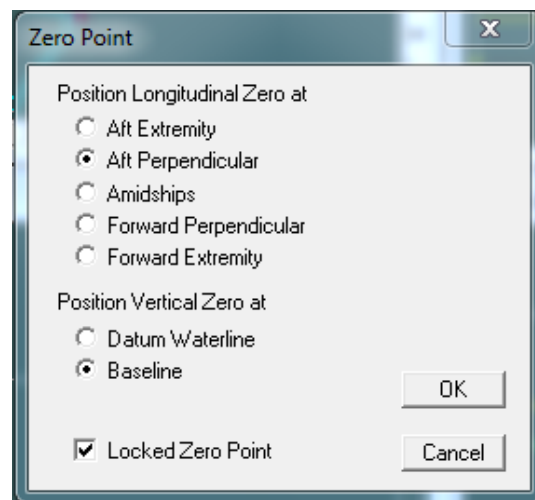 Zero Point
Position Longitudinal Zero at
Aft Extremity
Aft Perpendicular
Amidships
Forward Perpendicular
Forward Extremity
Position Vertical Zero at
Datum Waterline
Baseline
OK
Locked Zero Point
Cancel